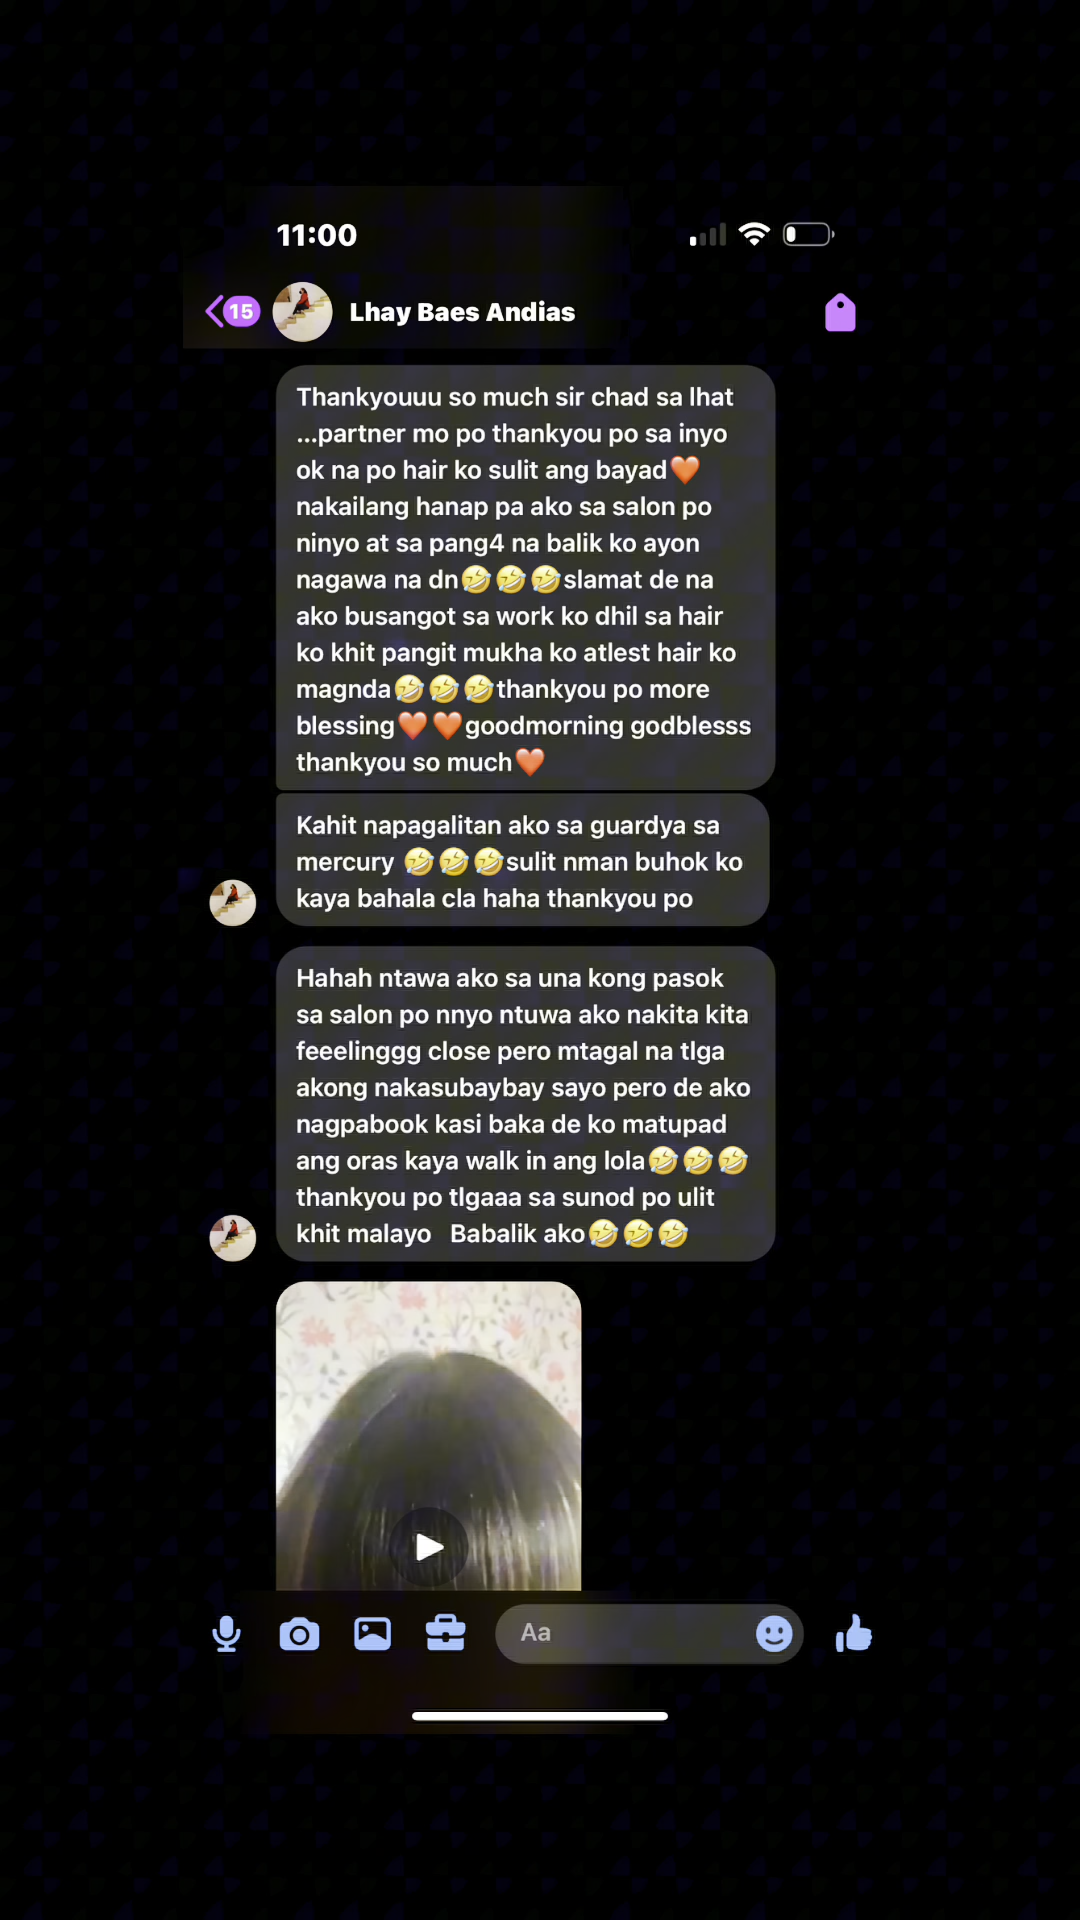 11:00
15
Lhay Baes Andias
Thankyouuu so much sir chad sa lhat
...partner mo po thankyou po sa inyo
ok na po hair ko sulit ang bayad🧡
nakailang hanap pa ako sa salon po
ninyo at sa pang4 na balik ko ayon
nagawa na dn🤣🤣🤣slamat de na
ako busangot sa work ko dhil sa hair
ko khit pangit mukha ko atlest hair ko
magnda🤣🤣🤣thankyou po more
blessing🧡🧡goodmorning godblesss
thankyou so much🧡
Kahit napagalitan ako sa guardya sa
mercury 🤣🤣🤣sulit nman buhok ko
kaya bahala cla haha thankyou po
Hahah ntawa ako sa una kong pasok
sa salon po nnyo ntuwa ako nakita kita
feeelinggg close pero mtagal na tlga
akong nakasubaybay sayo pero de ako
nagpabook kasi baka de ko matupad
ang oras kaya walk in ang lola🤣🤣🤣
thankyou po tlgaaa sa sunod po ulit
khit malayo   Babalik ako🤣🤣🤣
Aa